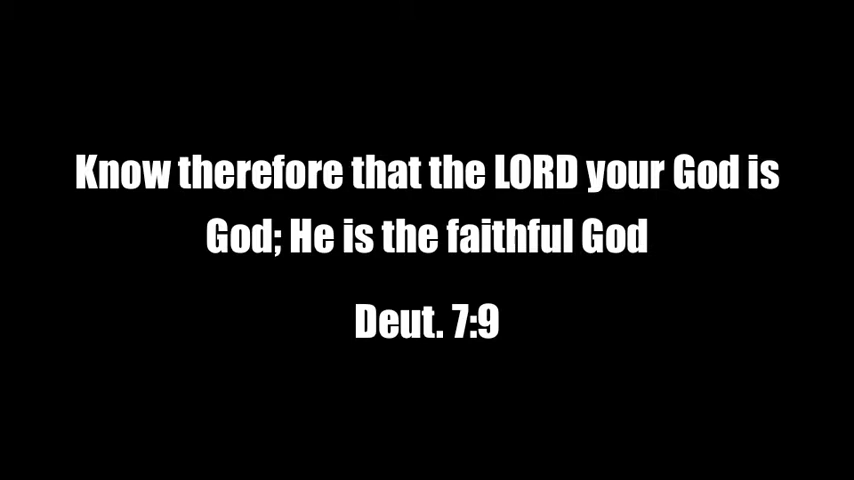 Know therefore that the LORD your God is
God; He is the faithful God
Deut. 7:9